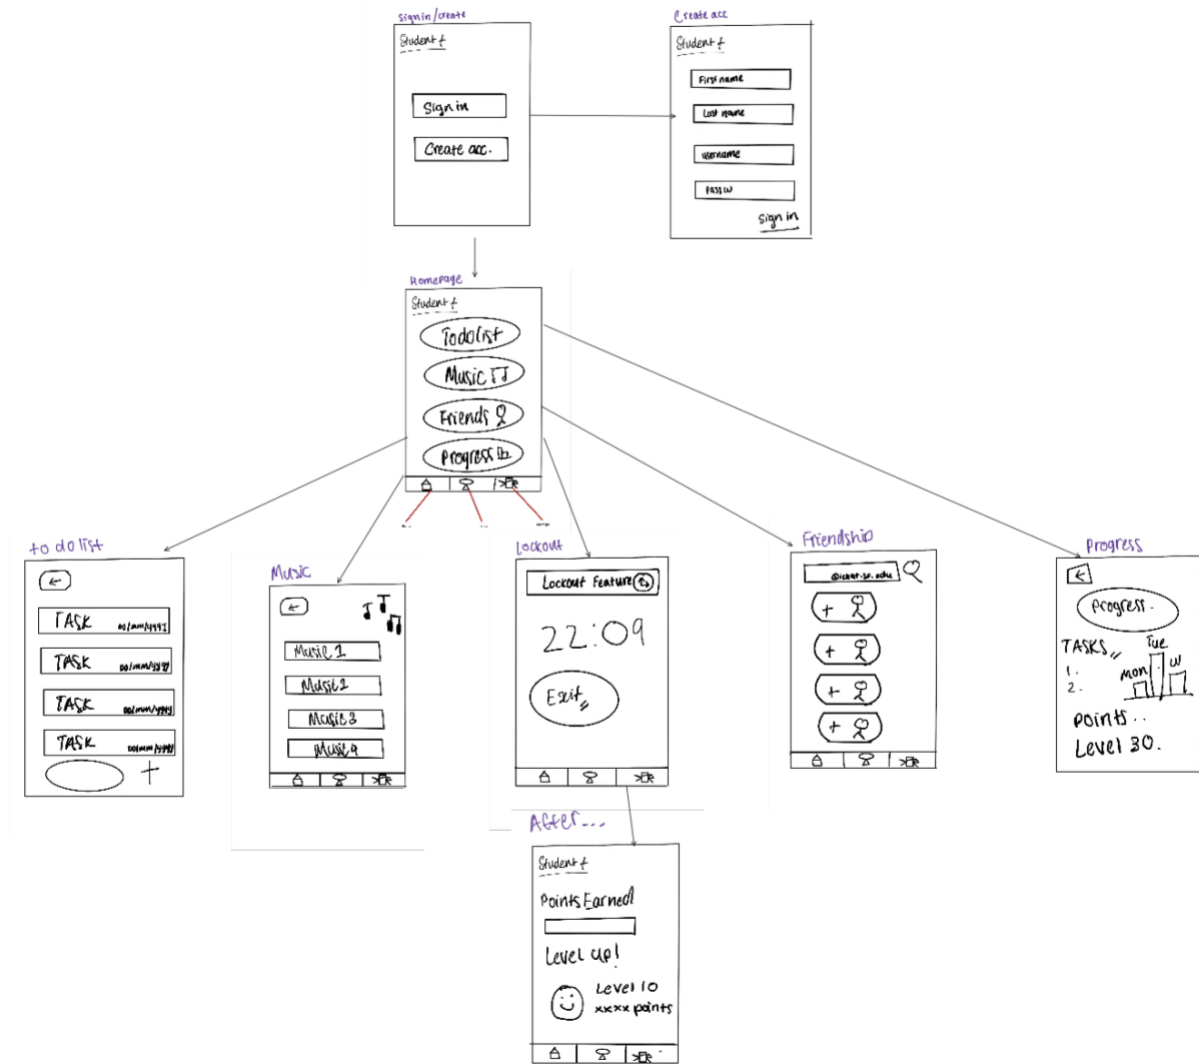 Signin/create
Student +
Sign in
Create acc.
Create acc
Student +
First name
Last name
username
Passw
Sign in
Homepage
Student +
Todolist
Music
Friends
Progress
to do list
TASK
TASK
TASK
TASK
Music
Music 1
Music 2
Music 3
Music 4
Lockout
Lockout Feature
22:09
Exit
Friendship
Progress
Progress.
TASKS
1.
2.
Mon
Tue
W
points..
Level 30.
After...
Student +
Points Earned!
Level up!
Level 10
xxxx points